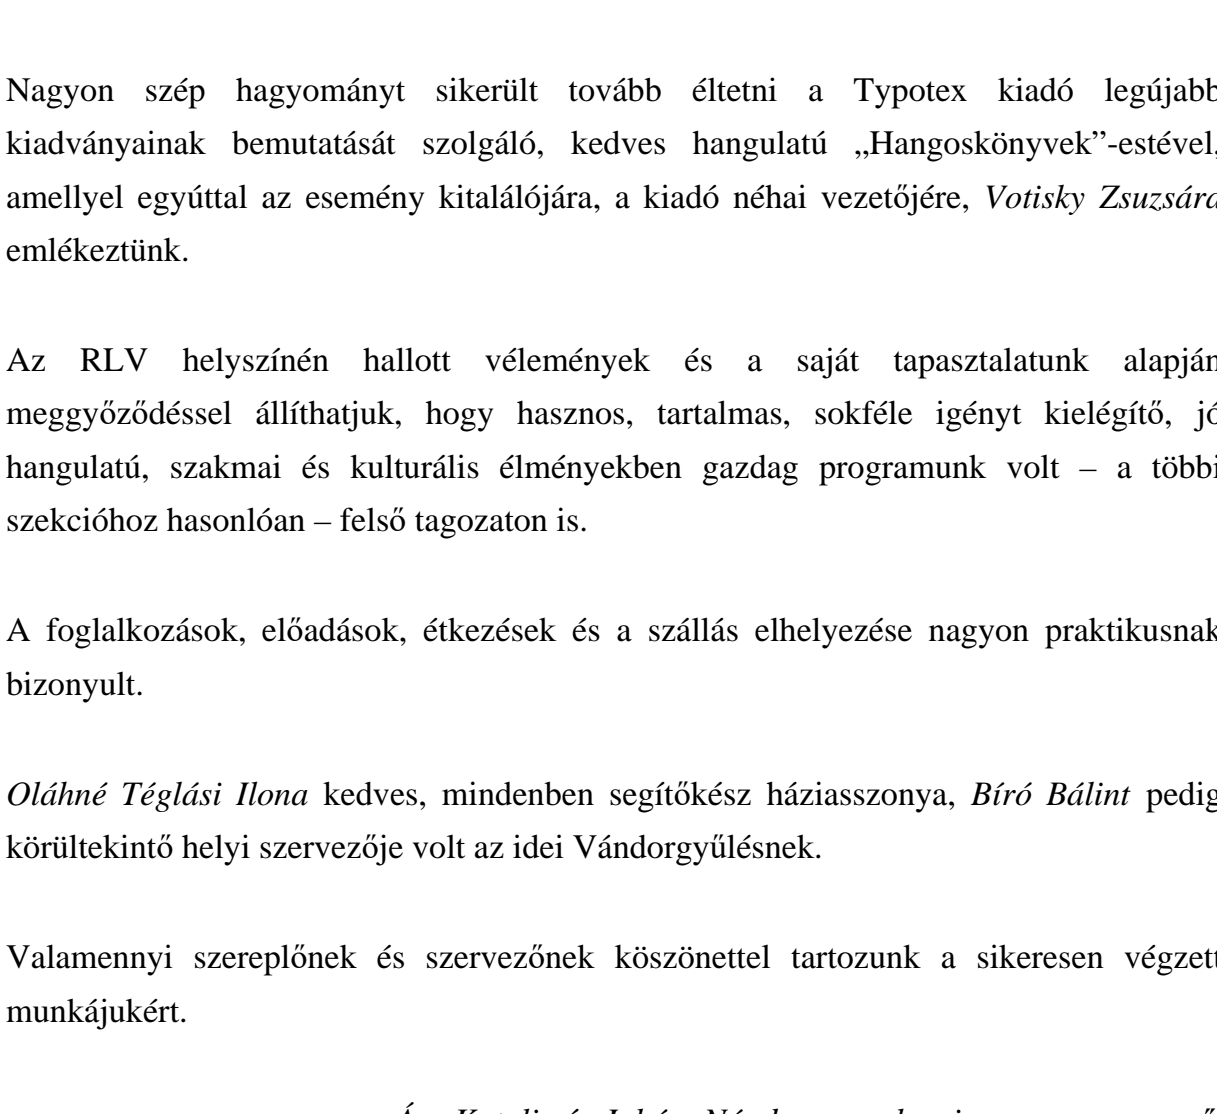 Nagyon szép hagyományt sikerült tovább éltetni a Typotex kiadó legújabb
kiadványainak bemutatását szolgáló, kedves hangulatú „Hangoskönyvek”-estével,
amellyel egyúttal az esemény kitalálójára, a kiadó néhai vezetőjére, Votisky Zsuzsára
emlékeztünk.
Az RLV helyszínén hallott vélemények és a saját tapasztalatunk alapján
meggyőződéssel állíthatjuk, hogy hasznos, tartalmas, sokféle igényt kielégítő, jó
hangulatú, szakmai és kulturális élményekben gazdag programunk volt – a többi
szekcióhoz hasonlóan – felső tagozaton is.
A foglalkozások, előadások, étkezések és a szállás elhelyezése nagyon praktikusnak
bizonyult.
Oláhné Téglási Ilona kedves, mindenben segítőkész háziasszonya, Bíró Bálint pedig
körültekintő helyi szervezője volt az idei Vándorgyűlésnek.
Valamennyi szereplőnek és szervezőnek köszönettel tartozunk a sikeresen végzett
munkájukért.